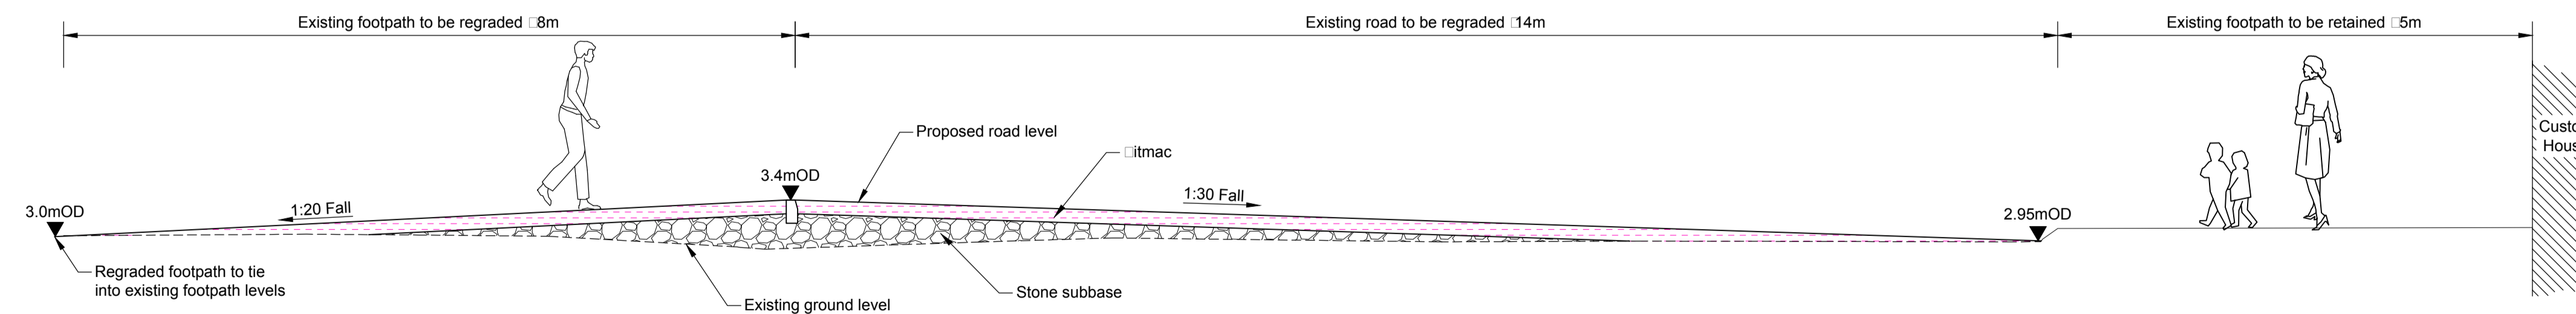 Existing footpath to be regraded □8m
Existing road to be regraded □14m
Existing footpath to be retained □5m
Proposed road level
□itmac
3.4mOD
1:30 Fall
1:20 Fall
3.0mOD
2.95mOD
Regraded footpath to tie
into existing footpath levels
Existing ground level
Stone subbase
Custo
Hous